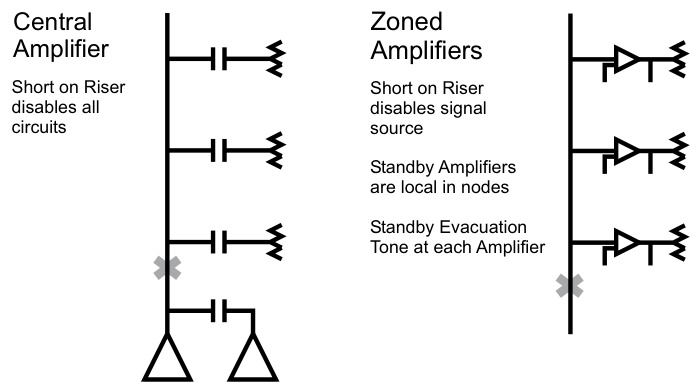 Central
Amplifier
Short on Riser
disables all
circuits
Zoned
Amplifiers
Short on Riser
disables signal
source
Standby Amplifiers
are local in nodes
Standby Evacuation
Tone at each Amplifier